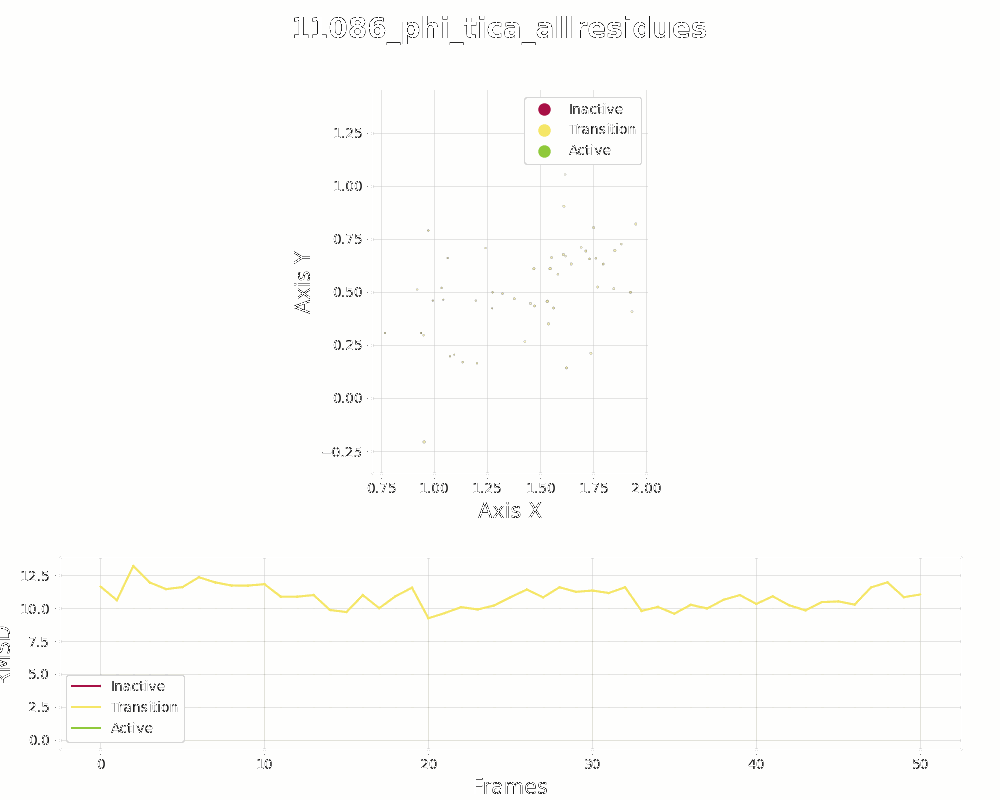 11086_phi_tica_allresidues
Inactive
Transition
Active
1.25
1.00
0.75
0.50
0.25
0.00
−0.25
Axis Y
0.75 1.00 1.25 1.50 1.75 2.00
Axis X
12.5
10.0
7.5
5.0
2.5
0.0
RMSD
Inactive
Transition
Active
0 10 20 30 40 50
Frames